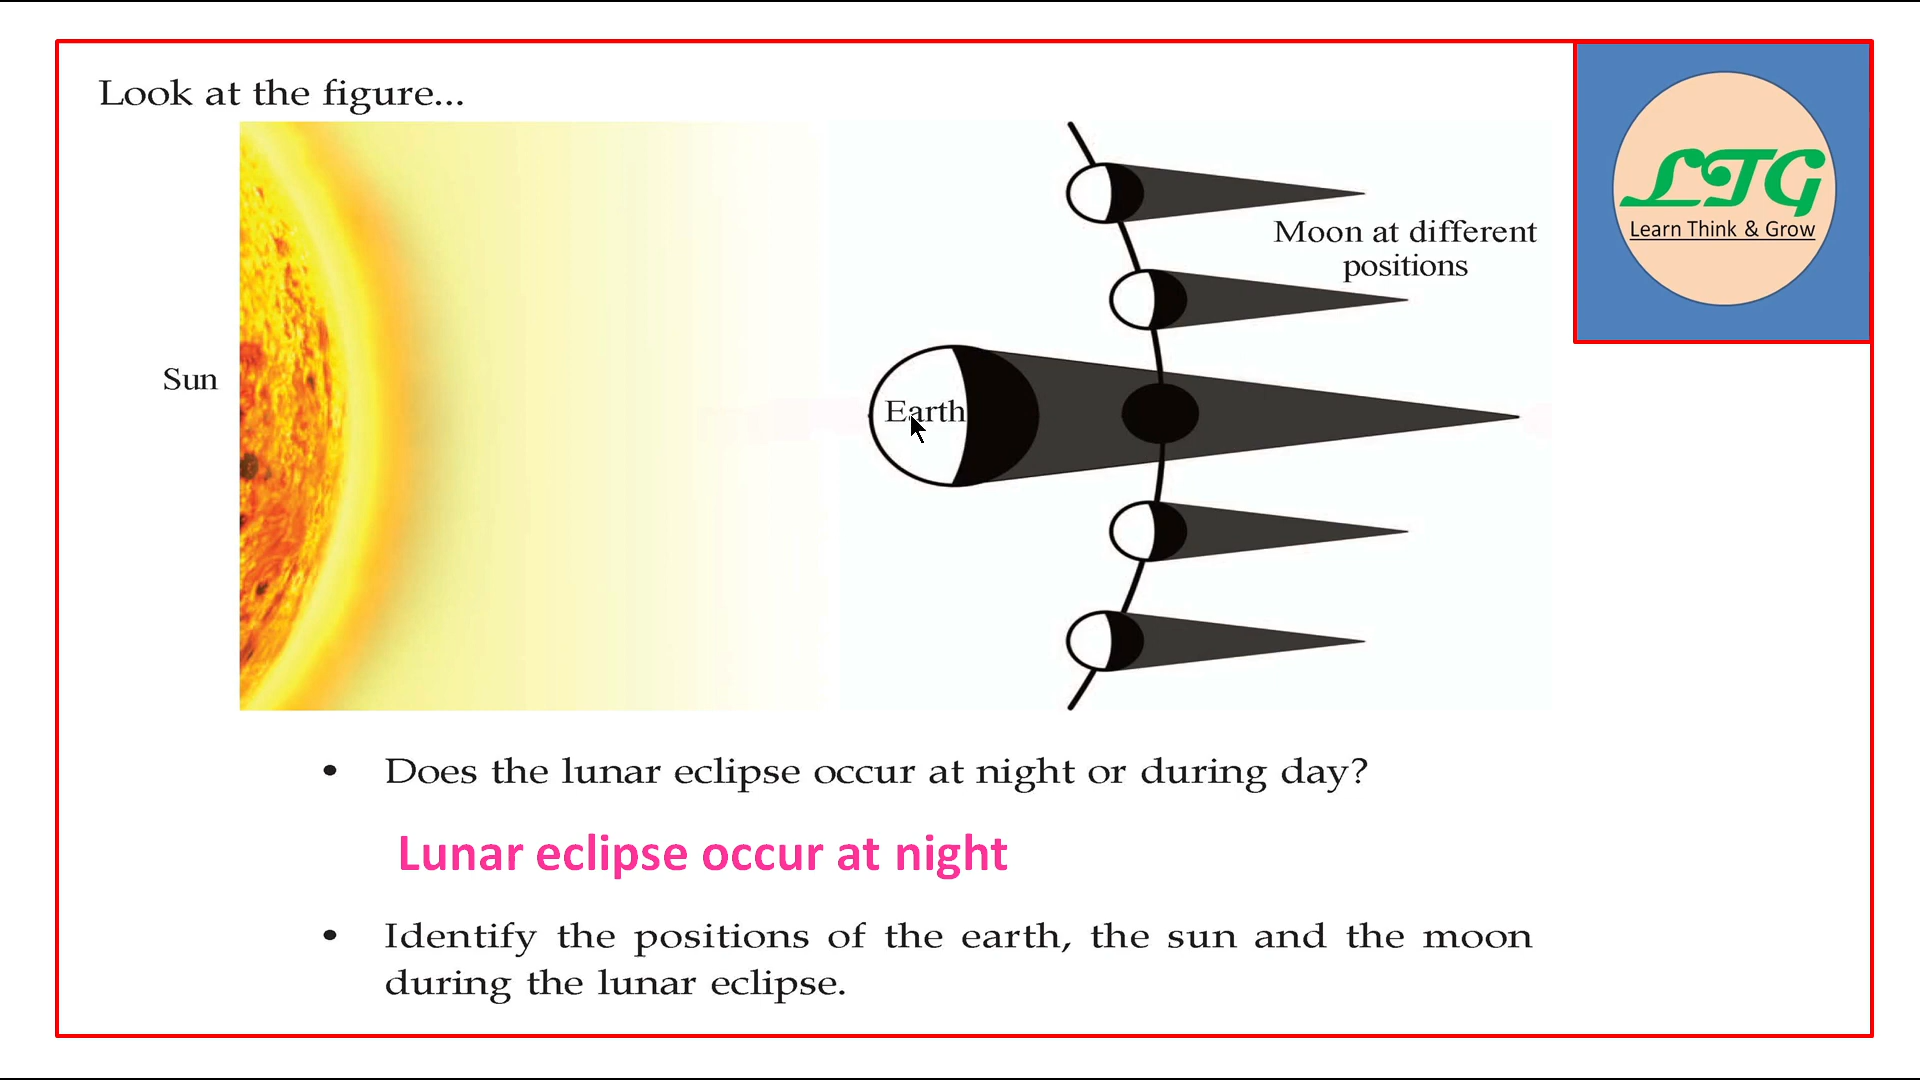 Look at the figure...
LTG
Learn Think & Grow
Moon at different
positions
Sun
Earth
• Does the lunar eclipse occur at night or during day?
Lunar eclipse occur at night
• Identify the positions of the earth, the sun and the moon
during the lunar eclipse.